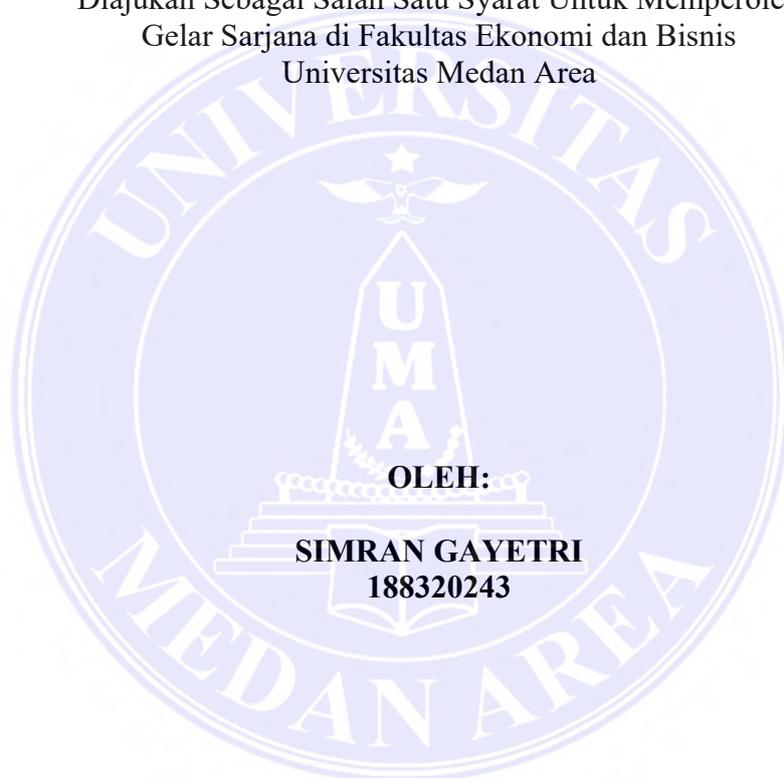 Diajukan Sebagai Salah Satu Syarat Untuk
Gelar Sarjana di Fakultas Ekonomi dan Bisnis
Universitas Medan Area
UNIVERSITAS
U
M
A
OLEH:
SIMRAN GAYETRI
188320243
MEDAN AREA